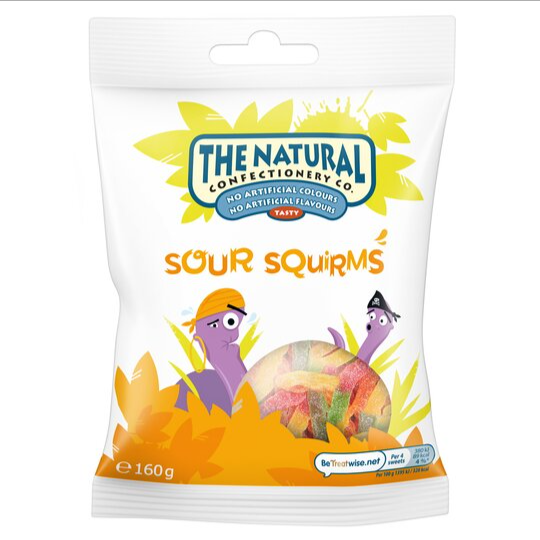 THE NATURAL
CONFECTIONERY CO.
NO ARTIFICIAL COLOURS
NO ARTIFICIAL FLAVOURS
TASTY
SOUR SQUIRMS
BeTreatwise.net
Per 4
sweets
e 160g